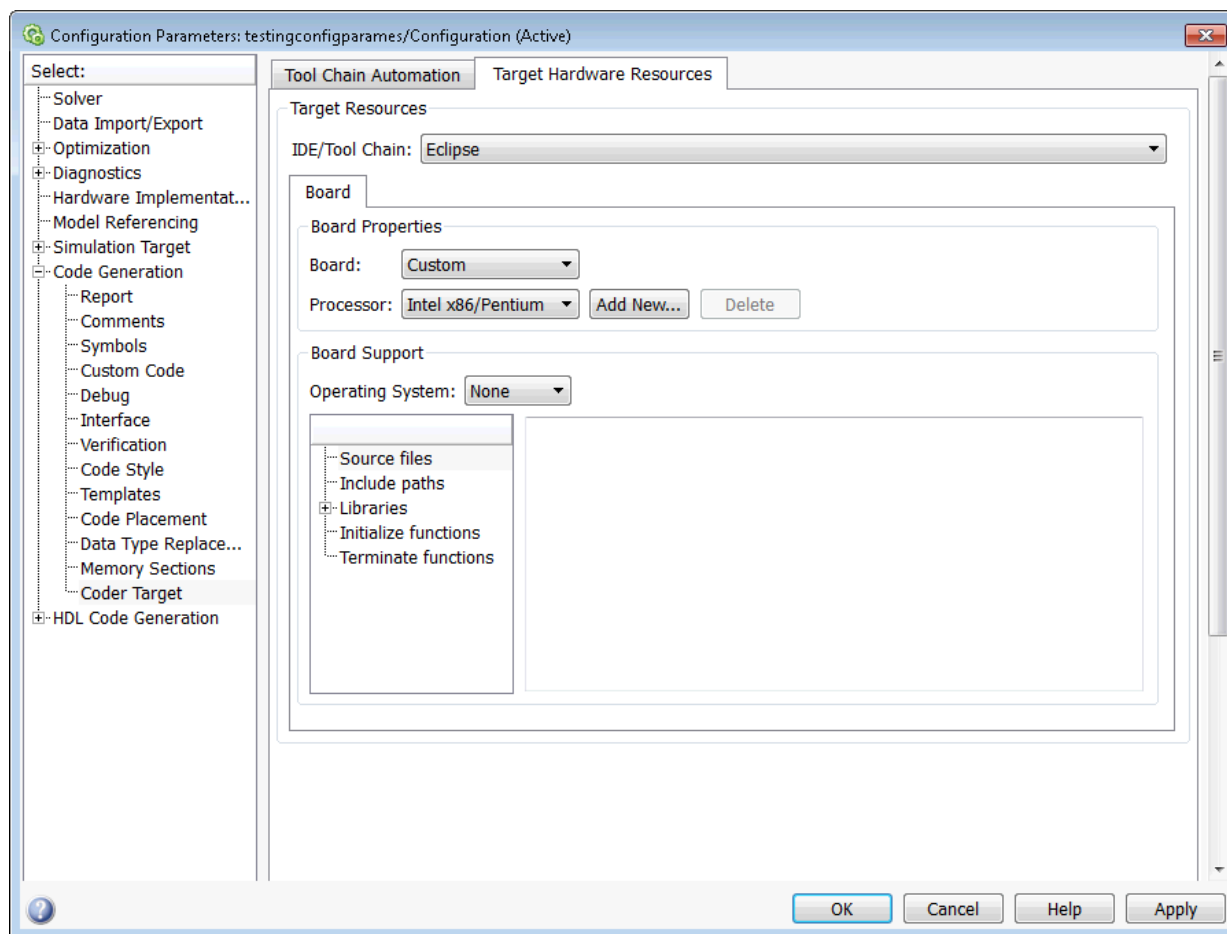 Configuration Parameters: testingconfigparames/Configuration (Active)
Select:
Solver
Data Import/Export
Optimization
Diagnostics
Hardware Implementat...
Model Referencing
Simulation Target
Code Generation
Report
Comments
Symbols
Custom Code
Debug
Interface
Verification
Code Style
Templates
Code Placement
Data Type Replace...
Memory Sections
Coder Target
HDL Code Generation
Tool Chain Automation
Target Hardware Resources
Target Resources
IDE/Tool Chain: Eclipse
Board
Board Properties
Board: Custom
Processor: Intel x86/Pentium Add New... Delete
Board Support
Operating System: None
Source files
Include paths
Libraries
Initialize functions
Terminate functions
OK Cancel Help Apply